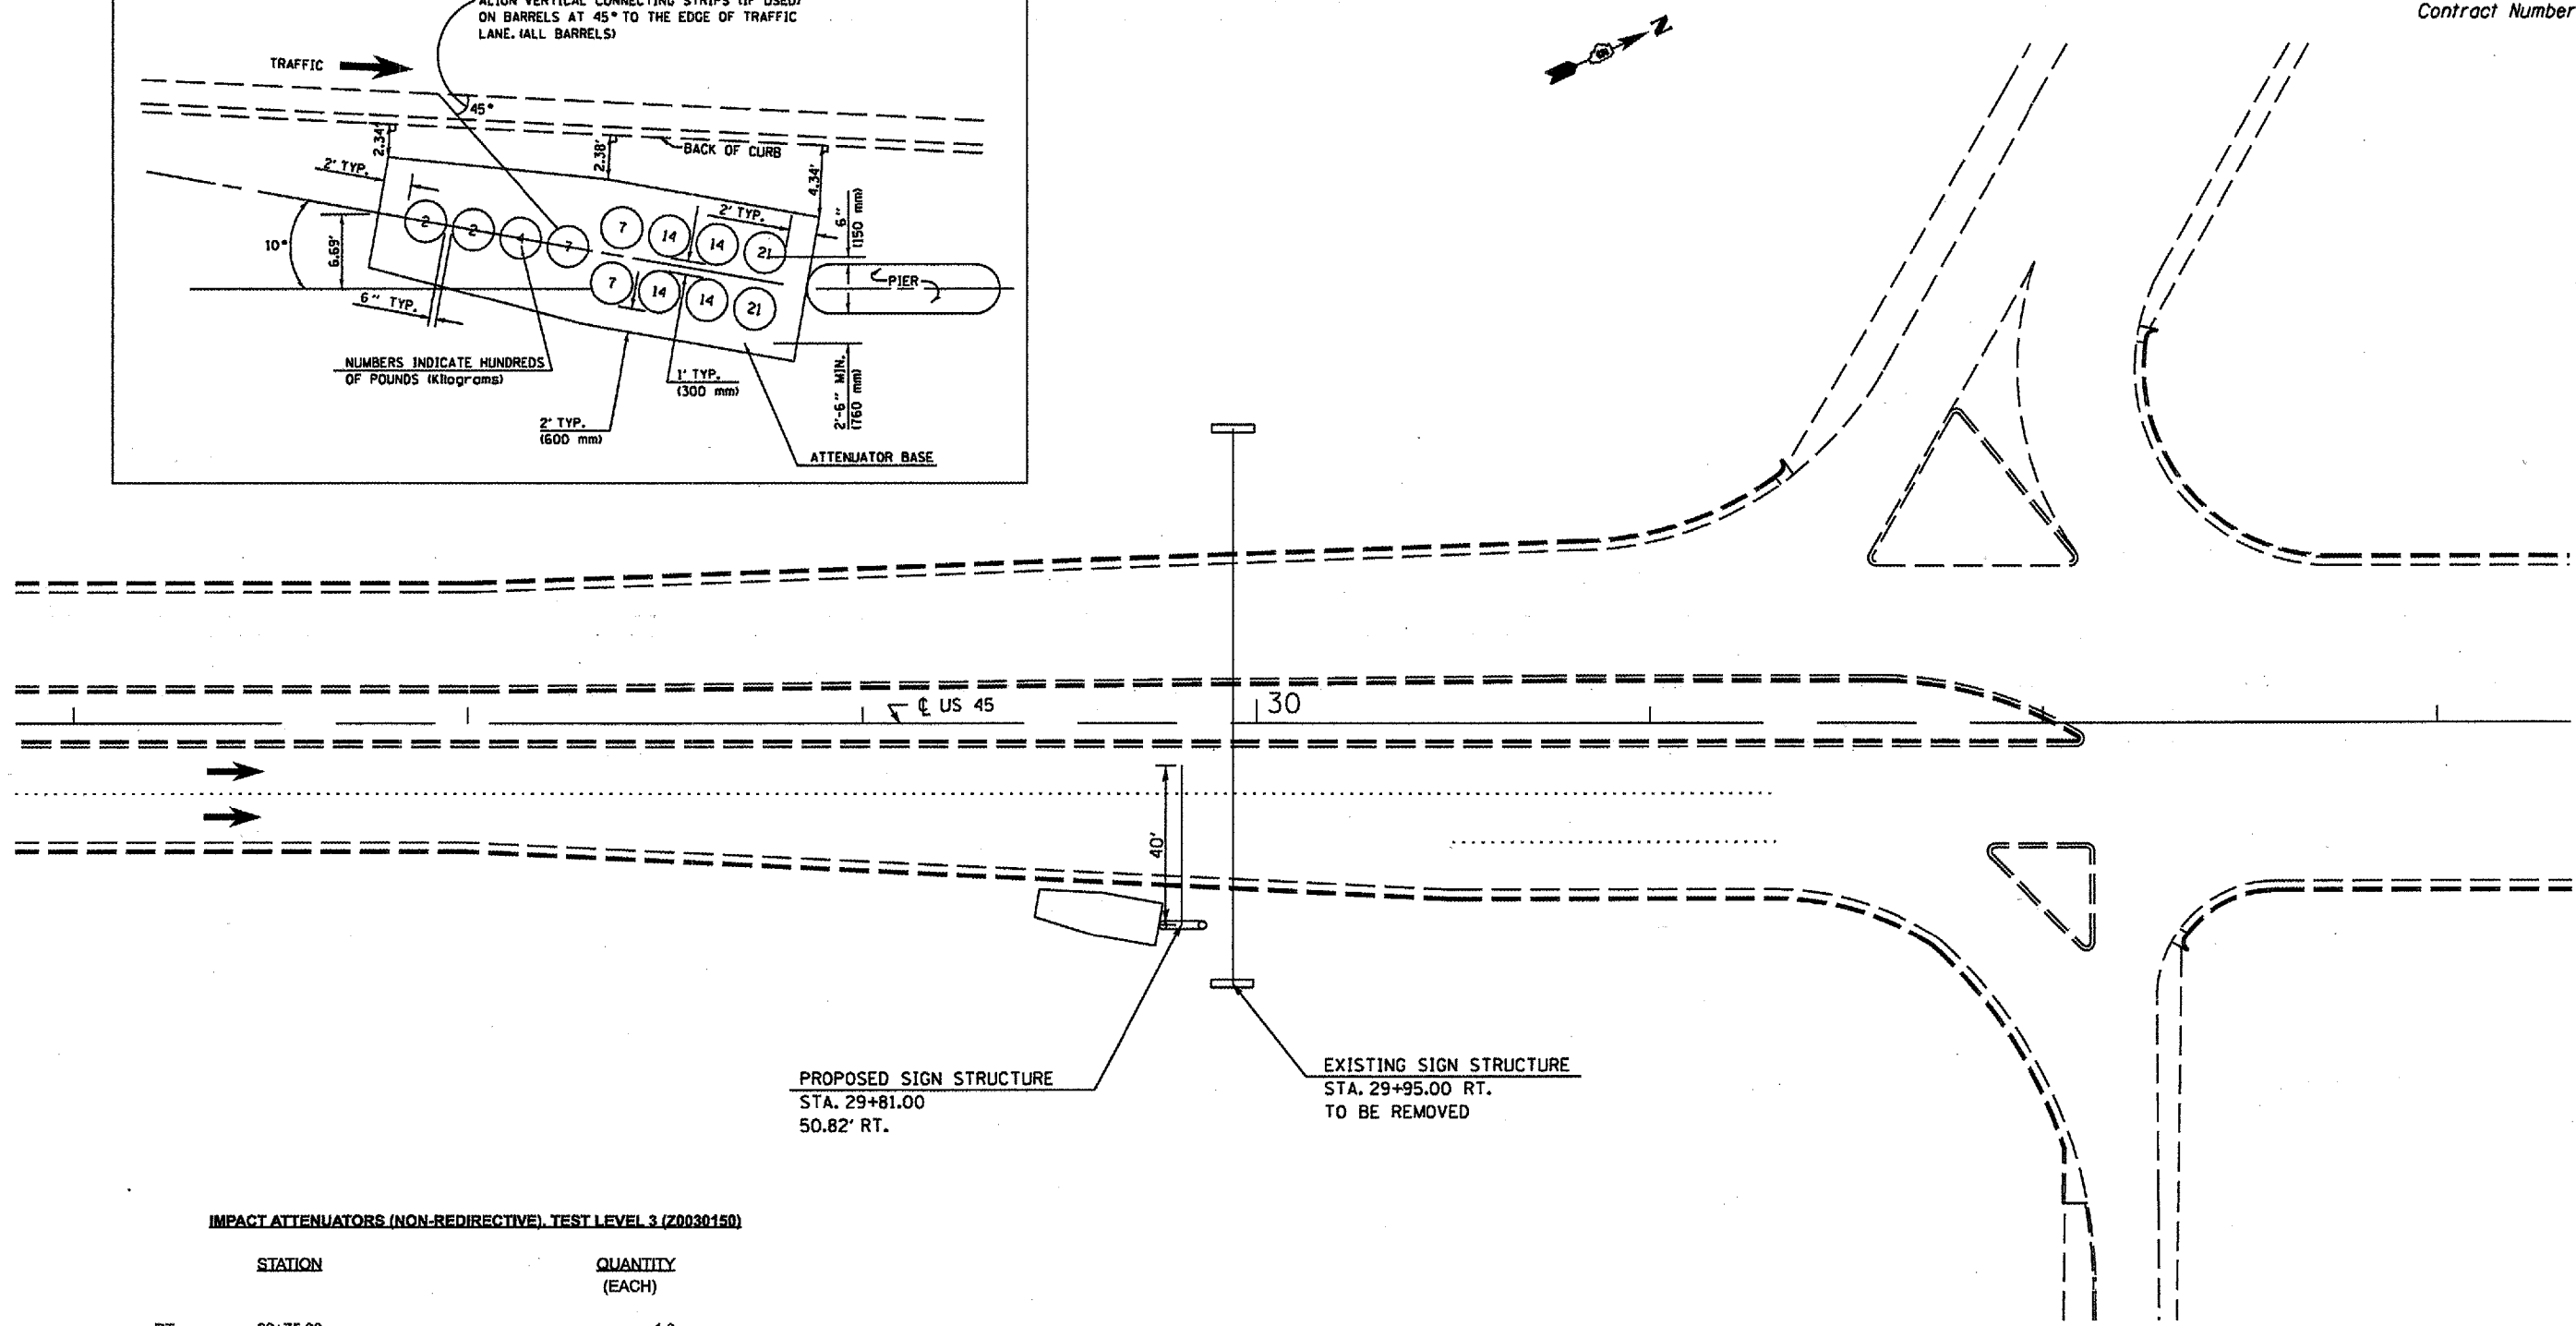 Contract Number
ALIGN VERTICAL CONNECTING STRIPS (IF USED)
ON BARRELS AT 45° TO THE EDGE OF TRAFFIC
LANE. (ALL BARRELS)
N
TRAFFIC
45°
2.34'
2.38'
BACK OF CURB
4.34'
2' TYP.
2' TYP.
6"
(150 mm)
10°
6.69'
2
2
4
7
7
14
14
21
7
14
14
21
PIER
6" TYP.
NUMBERS INDICATE HUNDREDS
OF POUNDS (Kilograms)
1' TYP.
(300 mm)
2'-6" MIN.
(760 mm)
2' TYP.
(600 mm)
ATTENUATOR BASE
℄ US 45
30
40'
PROPOSED SIGN STRUCTURE
STA. 29+81.00
50.82' RT.
EXISTING SIGN STRUCTURE
STA. 29+95.00 RT.
TO BE REMOVED
IMPACT ATTENUATORS (NON-REDIRECTIVE), TEST LEVEL 3 (Z0030150)
STATION QUANTITY
(EACH)